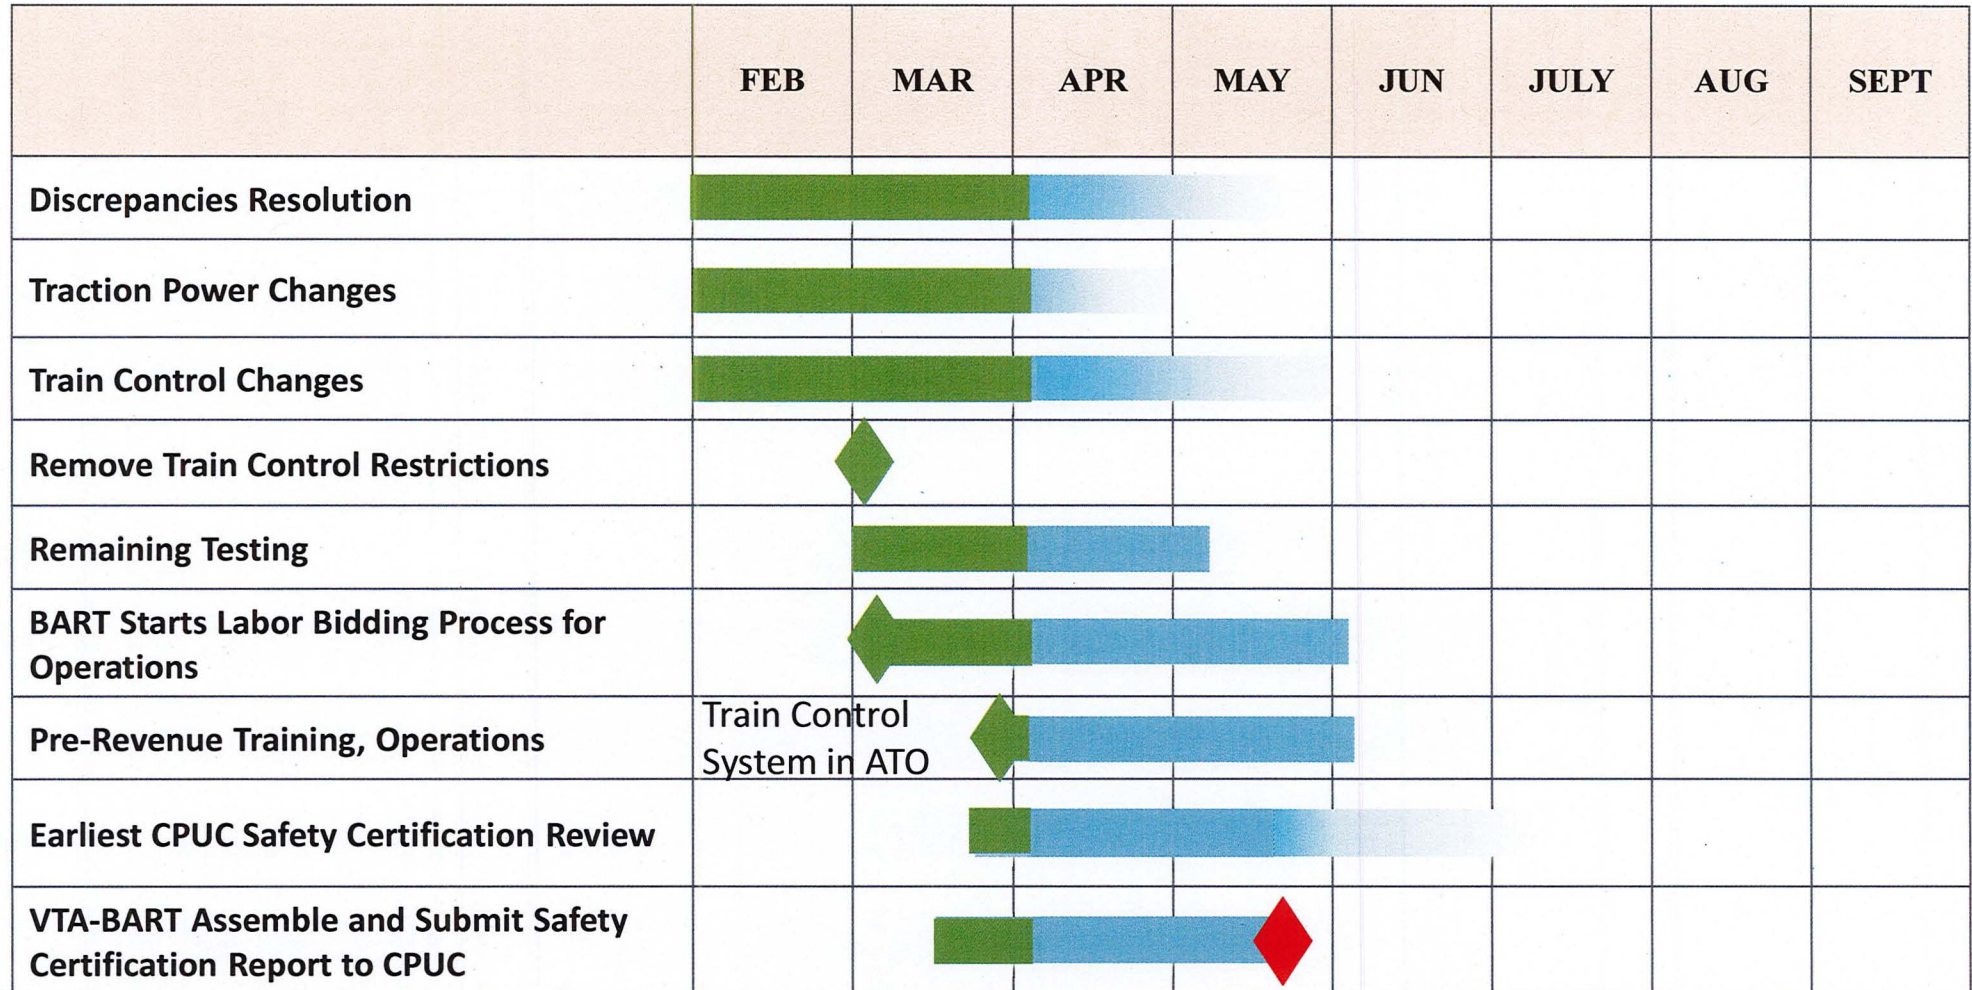 FEB MAR APR MAY JUN JULY AUG SEPT
Discrepancies Resolution
Traction Power Changes
Train Control Changes
Remove Train Control Restrictions
Remaining Testing
BART Starts Labor Bidding Process for
Operations
Pre-Revenue Training, Operations
Train Control
System in ATO
Earliest CPUC Safety Certification Review
VTA-BART Assemble and Submit Safety
Certification Report to CPUC